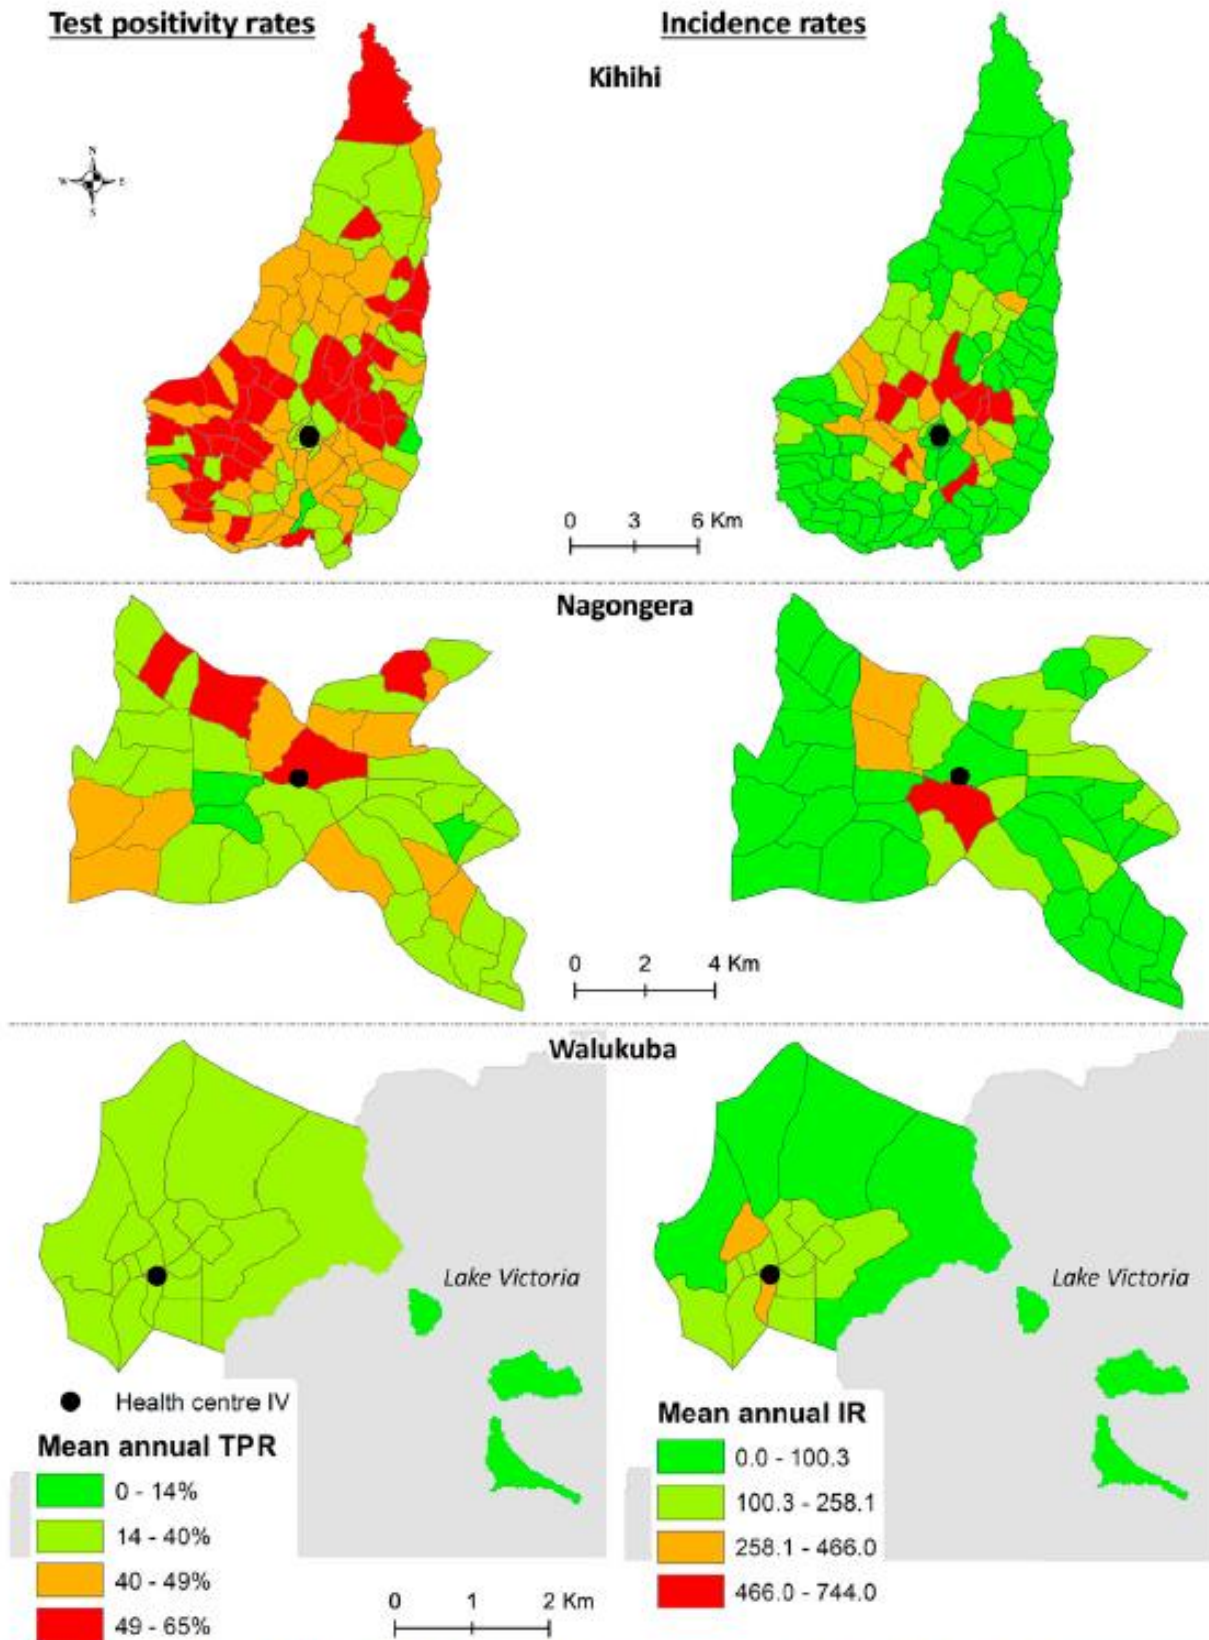 Test positivity rates
Incidence rates
Kihihi
N
W E
S
0 3 6 Km
Nagongera
0 2 4 Km
Walukuba
Lake Victoria
Lake Victoria
Health centre IV
Mean annual TPR
0 - 14%
14 - 40%
40 - 49%
49 - 65%
Mean annual IR
0.0 - 100.3
100.3 - 258.1
258.1 - 466.0
466.0 - 744.0
0 1 2 Km